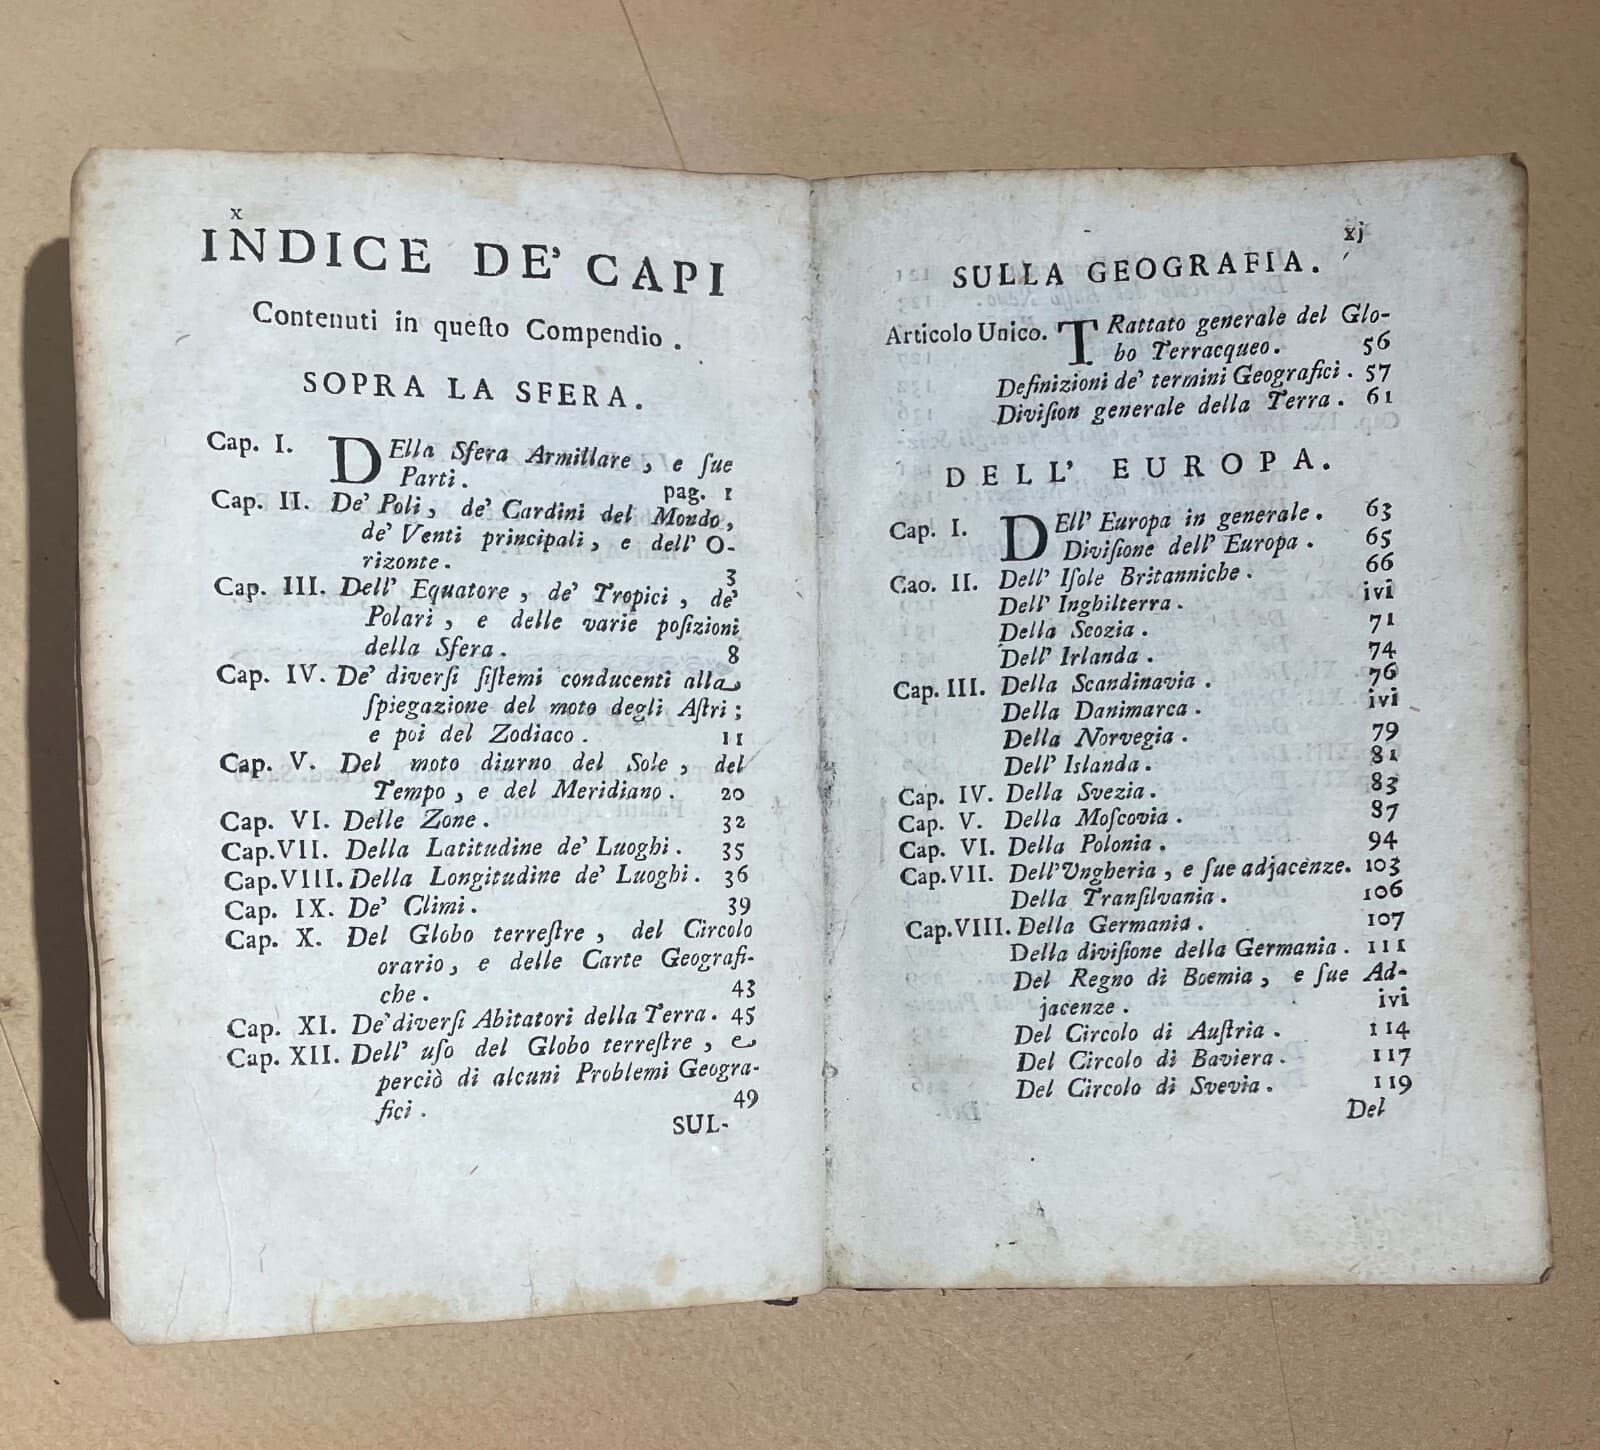 x
INDICE DE' CAPI
Contenuti in queſto Compendio .
SOPRA LA SFERA.
Cap. I. DElla Sfera Armillare , e ſue
Parti . pag. 1
Cap. II. De' Poli , de' Cardini del Mondo,
de' Venti principali , e dell' O-
rizonte . 3
Cap. III. Dell' Equatore , de' Tropici , de'
Polari , e delle varie poſizioni
della Sfera . 8
Cap. IV. De' diverſi ſiſtemi conducenti alla
ſpiegazione del moto degli Aſtri ;
e poi del Zodiaco . 11
Cap. V. Del moto diurno del Sole , del
Tempo , e del Meridiano . 20
Cap. VI. Delle Zone . 32
Cap.VII. Della Latitudine de' Luoghi . 35
Cap.VIII. Della Longitudine de' Luoghi . 36
Cap. IX. De' Climi . 39
Cap. X. Del Globo terreſtre , del Circolo
orario , e delle Carte Geografi-
che . 43
Cap. XI. De' diverſi Abitatori della Terra . 45
Cap. XII. Dell' uſo del Globo terreſtre , e
perciò di alcuni Problemi Geogra-
fici . 49
SUL-
xj
SULLA GEOGRAFIA.
Articolo Unico. TRattato generale del Glo-
bo Terracqueo. 56
Definizioni de' termini Geografici . 57
Diviſion generale della Terra . 61
DELL' EUROPA.
Cap. I. DEll' Europa in generale . 63
Diviſione dell' Europa . 65
Cao. II. Dell' Iſole Britanniche . 66
Dell' Inghilterra . ivi
Della Scozia . 71
Dell' Irlanda . 74
Cap. III. Della Scandinavia . 76
Della Danimarca . ivi
Della Norvegia . 79
Dell' Islanda . 81
Cap. IV. Della Svezia . 83
Cap. V. Della Moſcovia . 87
Cap. VI. Della Polonia . 94
Cap.VII. Dell'Ungheria , e ſue adjacenze. 103
Della Tranſilvania . 106
Cap.VIII. Della Germania . 107
Della diviſione della Germania . 111
Del Regno di Boemia , e ſue Ad-
jacenze . ivi
Del Circolo di Auſtria . 114
Del Circolo di Baviera . 117
Del Circolo di Svevia . 119
Del